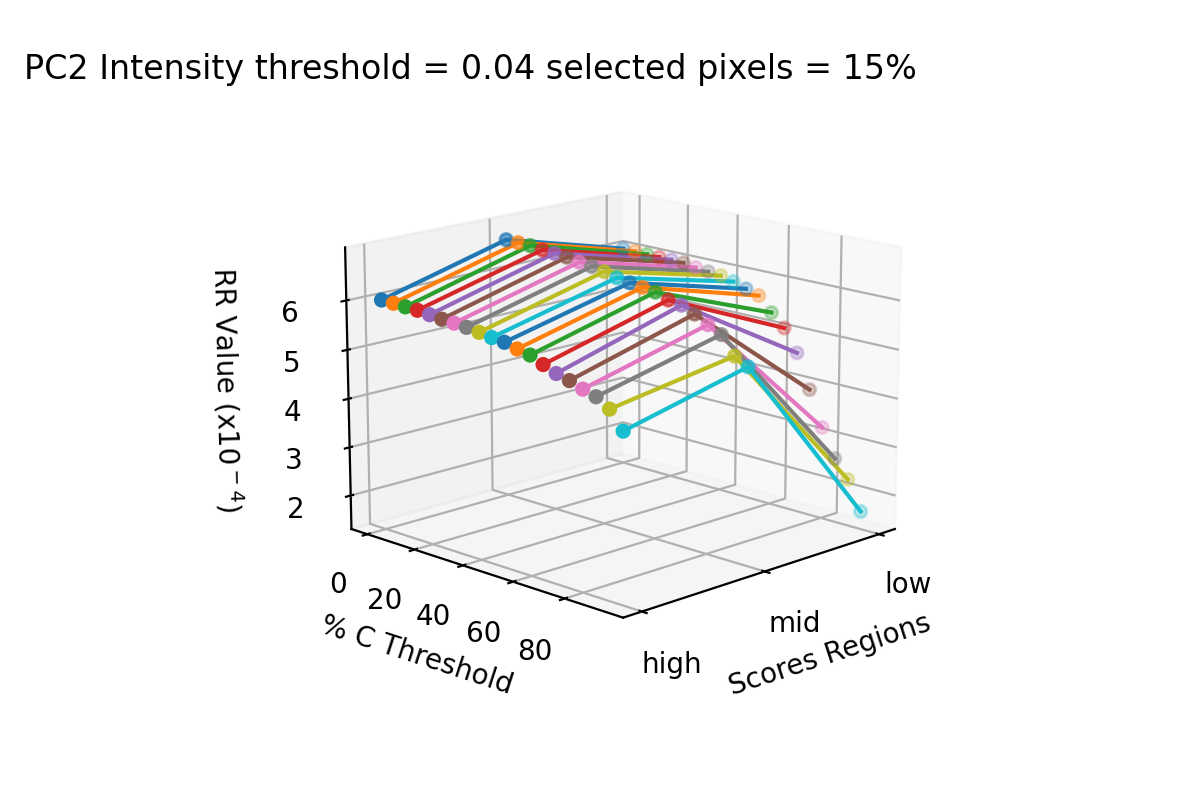 PC2 Intensity threshold = 0.04 selected pixels = 15%
RR Value (x10⁻⁴)
6
5
4
3
2
0
20
40
60
80
% C Threshold
high
mid
low
Scores Regions